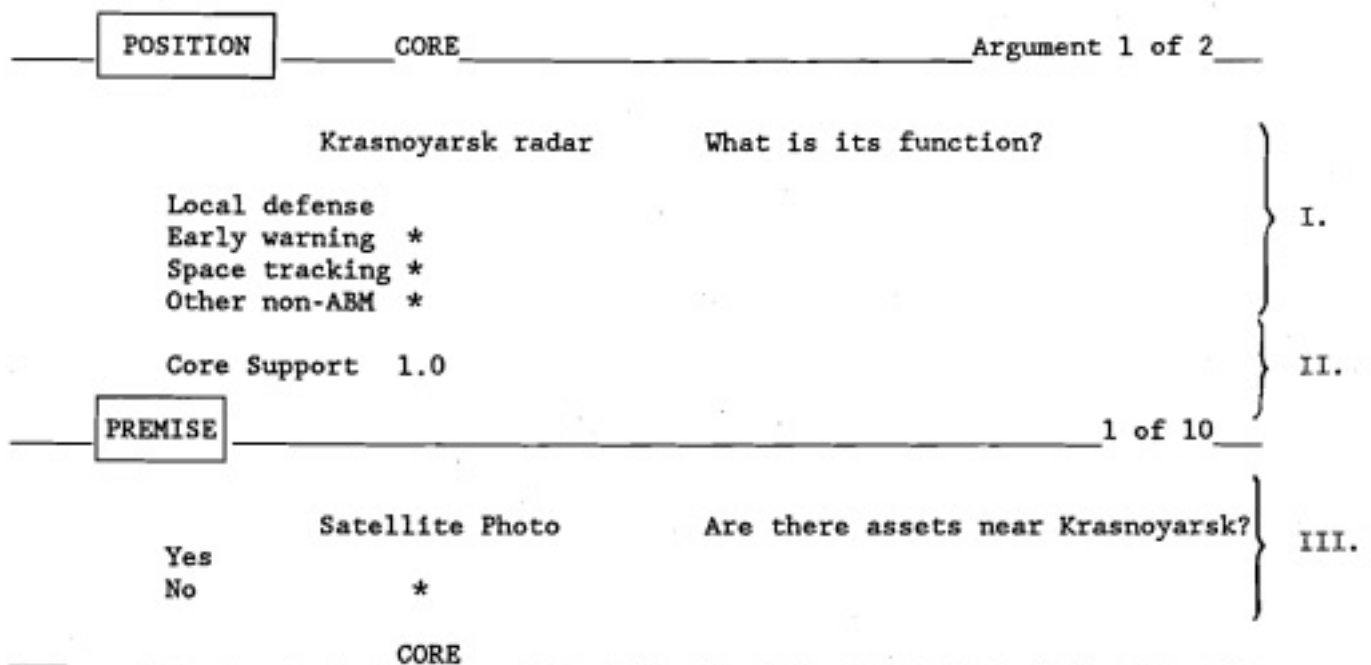 POSITION CORE Argument 1 of 2
Krasnoyarsk radar What is its function?
Local defense
Early warning *
I.
Space tracking *
Other non-ABM *
Core Support 1.0 II.
PREMISE 1 of 10
Satellite Photo Are there assets near Krasnoyarsk?
III.
Yes
No *
CORE